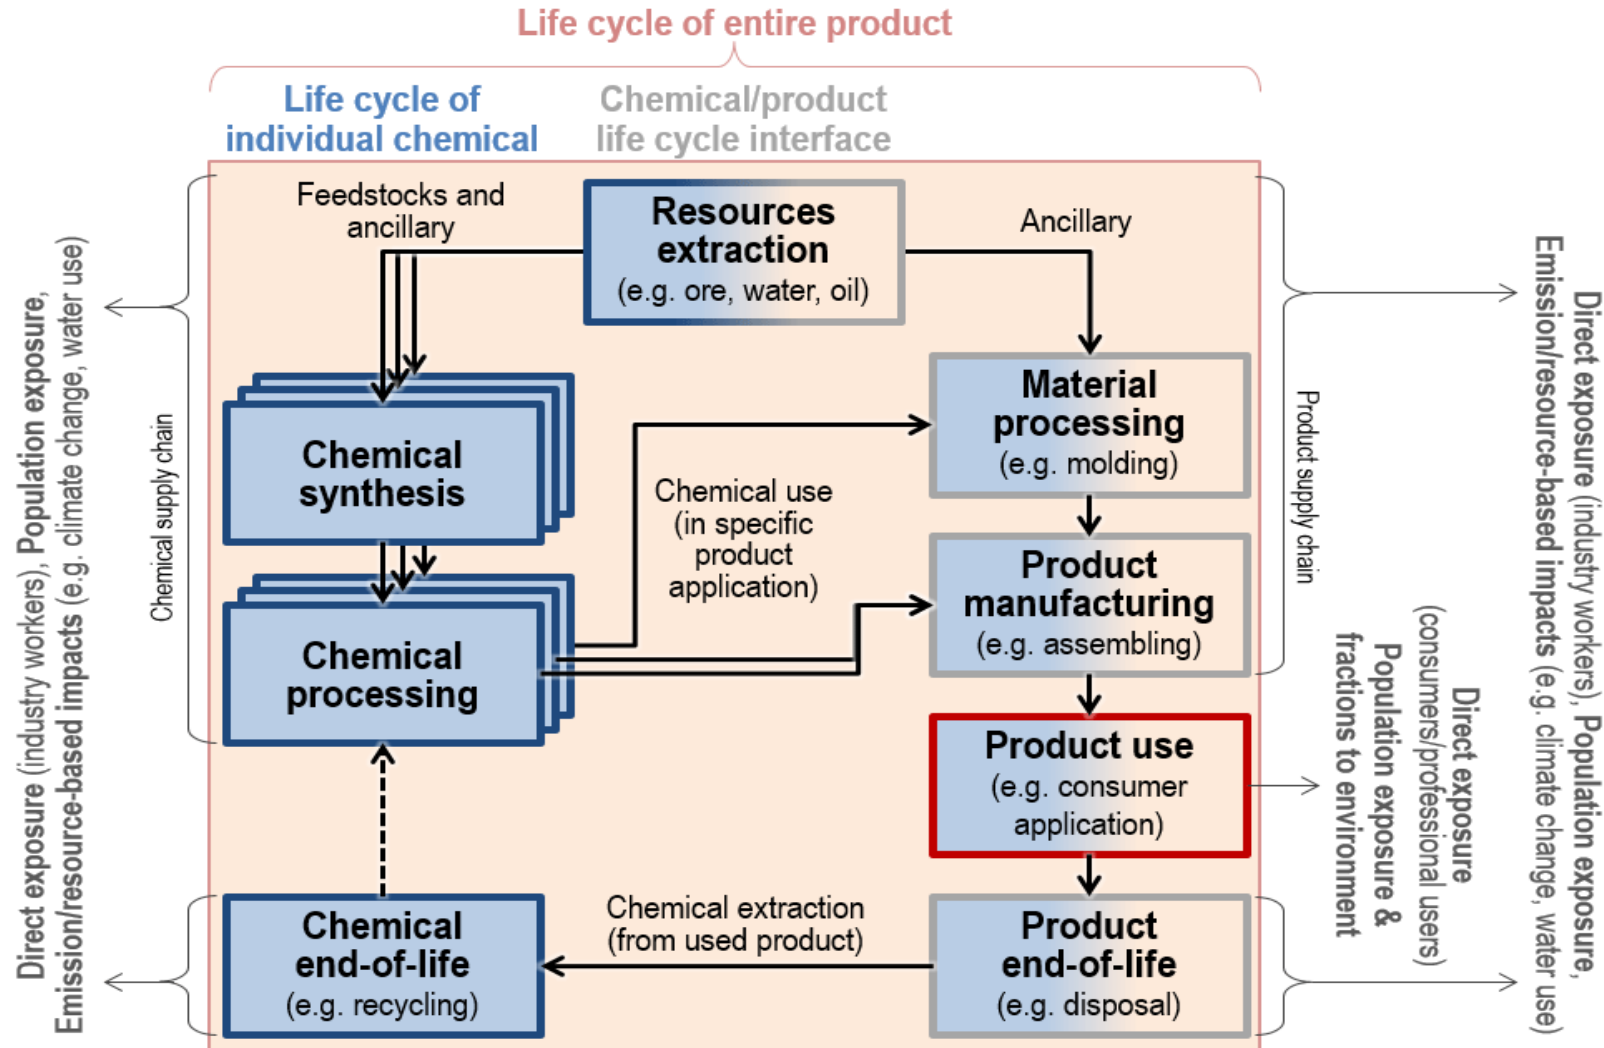 Life cycle of entire product
Life cycle of
individual chemical
Chemical/product
life cycle interface
Feedstocks and
ancillary
Resources
extraction
(e.g. ore, water, oil)
Ancillary
Chemical
synthesis
Material
processing
(e.g. molding)
Chemical use
(in specific
product
application)
Chemical
processing
Product
manufacturing
(e.g. assembling)
Product use
(e.g. consumer
application)
Chemical
end-of-life
(e.g. recycling)
Chemical extraction
(from used product)
Product
end-of-life
(e.g. disposal)
Chemical supply chain
Direct exposure (industry workers), Population exposure,
Emission/resource-based impacts (e.g. climate change, water use)
Product supply chain
Direct exposure
(consumers/professional users)
Population exposure &
fractions to environment
Direct exposure (industry workers), Population exposure,
Emission/resource-based impacts (e.g. climate change, water use)